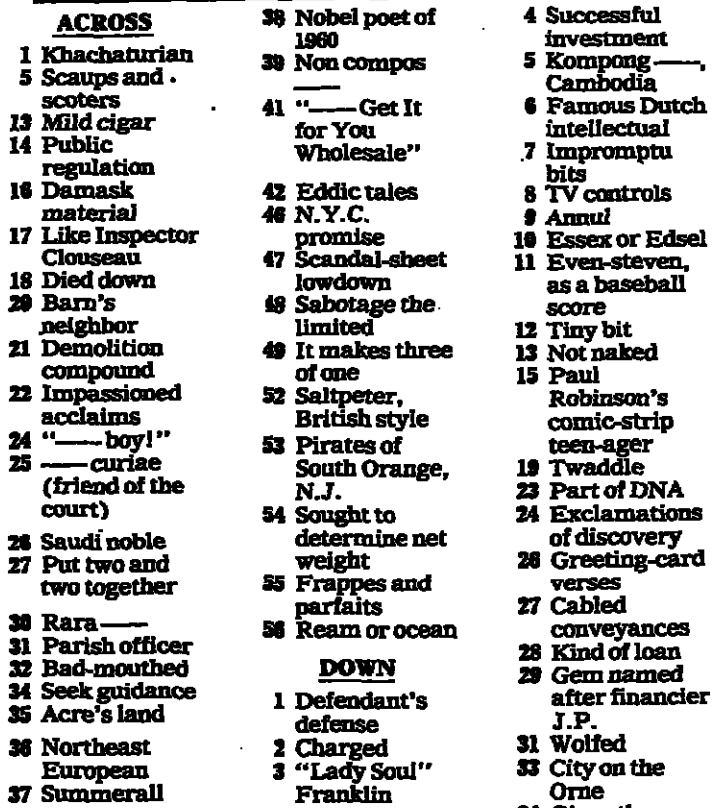 ACROSS
1 Khachaturian
5 Scaups and
scoters
13 Mild cigar
14 Public
regulation
16 Damask
material
17 Like Inspector
Clouseau
18 Died down
20 Barn's
neighbor
21 Demolition
compound
22 Impassioned
acclaims
24 "—— boy!"
25 —— curiae
(friend of the
court)
26 Saudi noble
27 Put two and
two together
30 Rara ——
31 Parish officer
32 Bad-mouthed
34 Seek guidance
35 Acre's land
36 Northeast
European
37 Summerall
38 Nobel poet of
1960
39 Non compos
——
41 "—— Get It
for You
Wholesale"
42 Eddic tales
46 N.Y.C.
promise
47 Scandal-sheet
lowdown
48 Sabotage the
limited
49 It makes three
of one
52 Saltpeter,
British style
53 Pirates of
South Orange,
N.J.
54 Sought to
determine net
weight
55 Frappes and
parfaits
56 Ream or ocean
DOWN
1 Defendant's
defense
2 Charged
3 "Lady Soul"
Franklin
4 Successful
investment
5 Kompong ——,
Cambodia
6 Famous Dutch
intellectual
7 Impromptu
bits
8 TV controls
9 Annul
10 Essex or Edsel
11 Even-steven,
as a baseball
score
12 Tiny bit
13 Not naked
15 Paul
Robinson's
comic-strip
teen-ager
19 Twaddle
23 Part of DNA
24 Exclamations
of discovery
26 Greeting-card
verses
27 Cabled
conveyances
28 Kind of loan
29 Gem named
after financier
J.P.
31 Wolfed
33 City on the
Orne